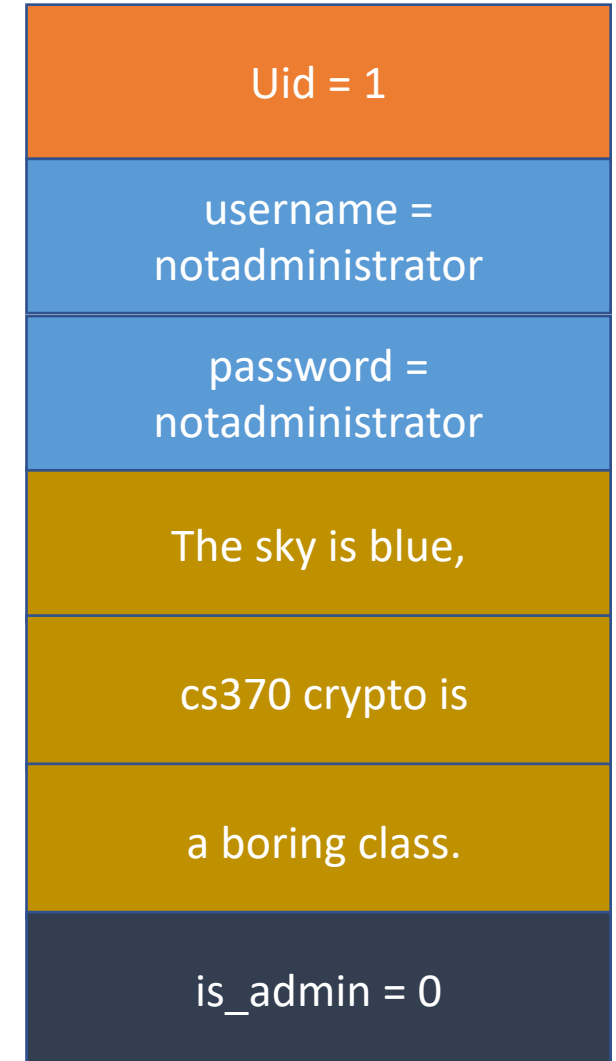 Uid = 1
username =
notadministrator
password =
notadministrator
The sky is blue,
cs370 crypto is
a boring class.
is_admin = 0